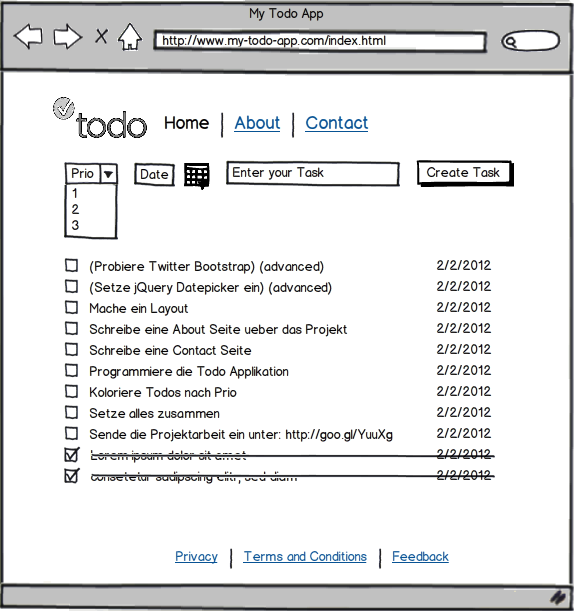 My Todo App
http://www.my-todo-app.com/index.html
todo Home About Contact
Prio Date Enter your Task Create Task
1
2
3
(Probiere Twitter Bootstrap) (advanced) 2/2/2012
(Setze jQuery Datepicker ein) (advanced) 2/2/2012
Mache ein Layout 2/2/2012
Schreibe eine About Seite ueber das Projekt 2/2/2012
Schreibe eine Contact Seite 2/2/2012
Programmiere die Todo Applikation 2/2/2012
Koloriere Todos nach Prio 2/2/2012
Setze alles zusammen 2/2/2012
Sende die Projektarbeit ein unter: http://goo.gl/YuuXg 2/2/2012
Lorem ipsum dolor sit amet 2/2/2012
consetetur sadipscing elitr, sed diam 2/2/2012
Privacy Terms and Conditions Feedback